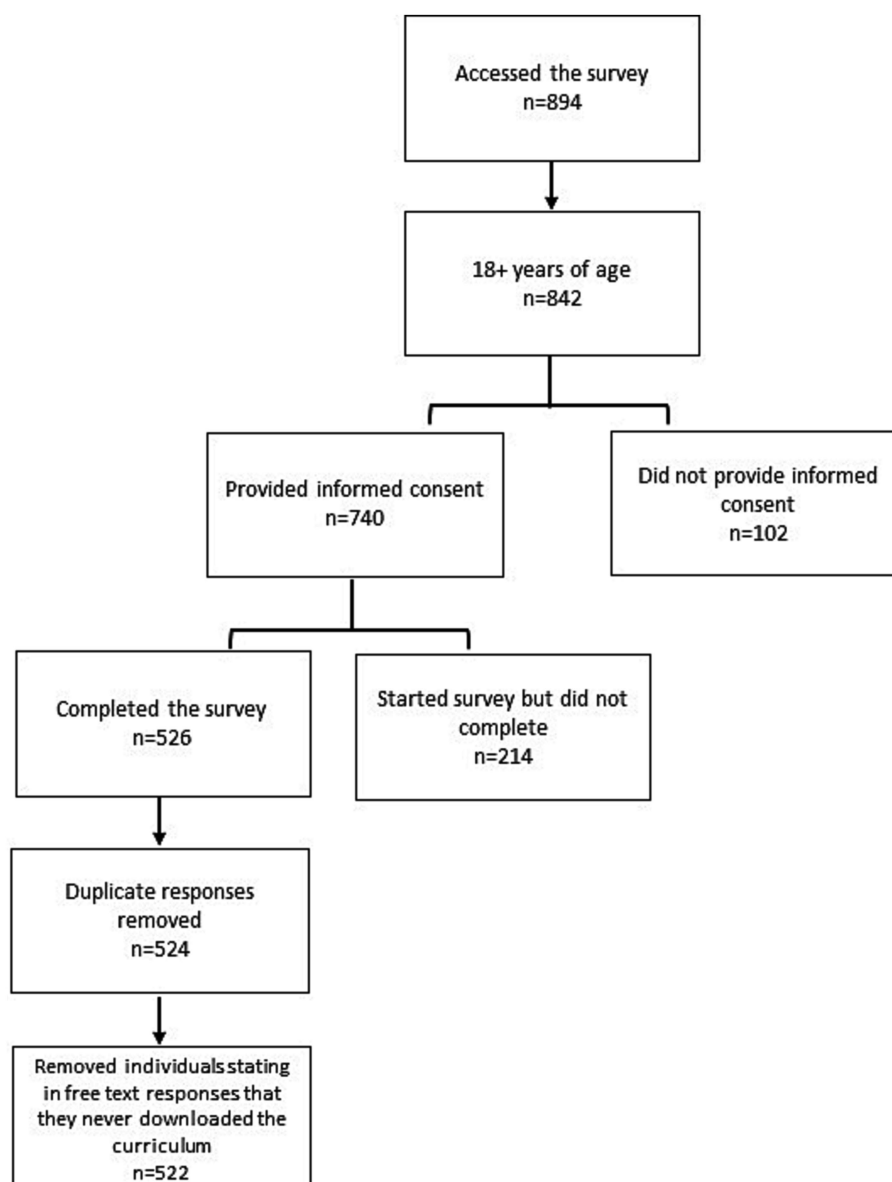 Accessed the survey
n=894
18+ years of age
n=842
Provided informed consent
n=740
Did not provide informed
consent
n=102
Completed the survey
n=526
Started survey but did not
complete
n=214
Duplicate responses
removed
n=524
Removed individuals stating
in free text responses that
they never downloaded the
curriculum
n=522